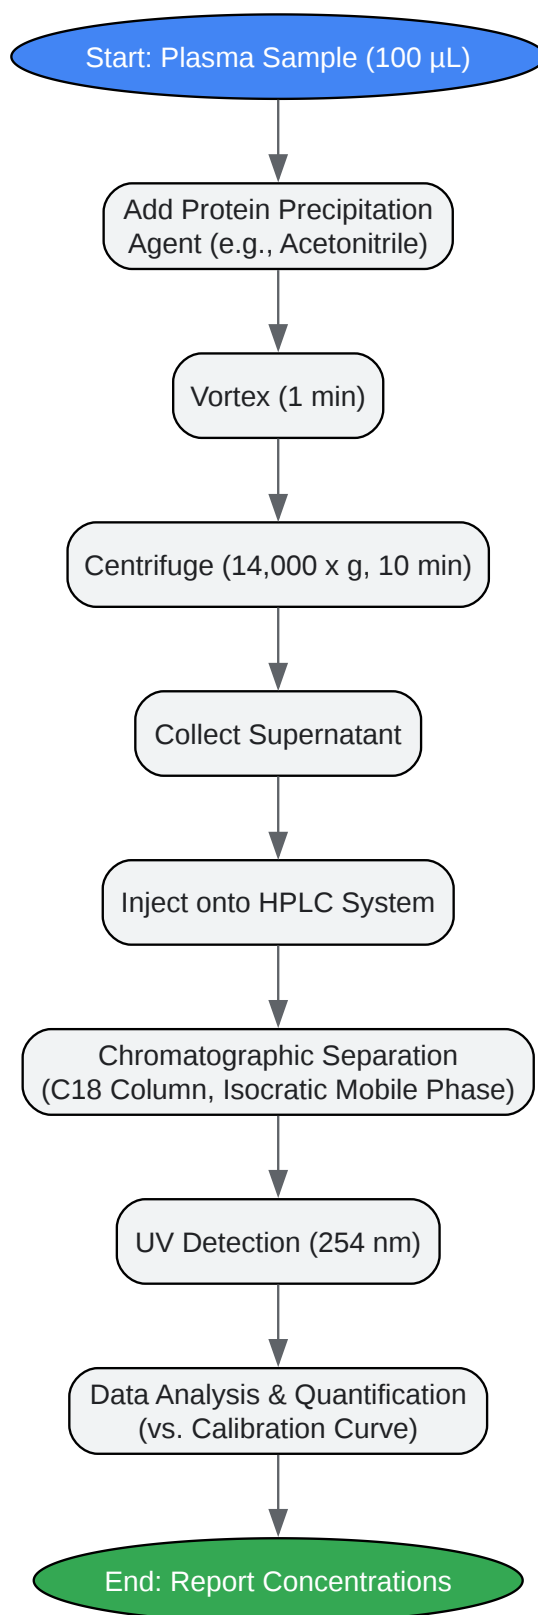 Start: Plasma Sample (100 µL)
Add Protein Precipitation
Agent (e.g., Acetonitrile)
Vortex (1 min)
Centrifuge (14,000 x g, 10 min)
Collect Supernatant
Inject onto HPLC System
Chromatographic Separation
(C18 Column, Isocratic Mobile Phase)
UV Detection (254 nm)
Data Analysis & Quantification
(vs. Calibration Curve)
End: Report Concentrations